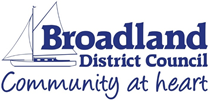 Broadland
District Council
Community at heart